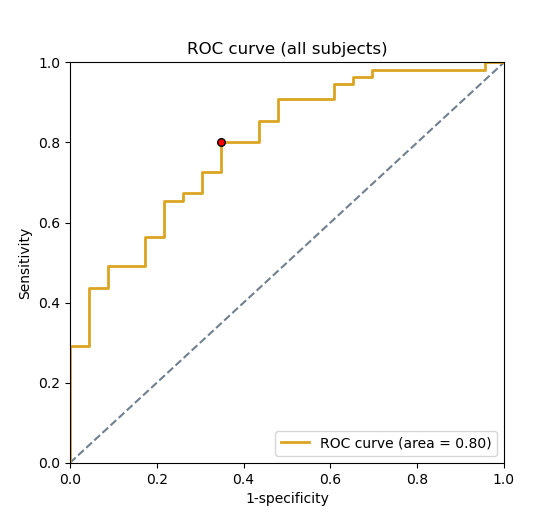 ROC curve (all subjects)
1.0
0.8
0.6
0.4
0.2
0.0
Sensitivity
ROC curve (area = 0.80)
0.0 0.2 0.4 0.6 0.8 1.0
1-specificity